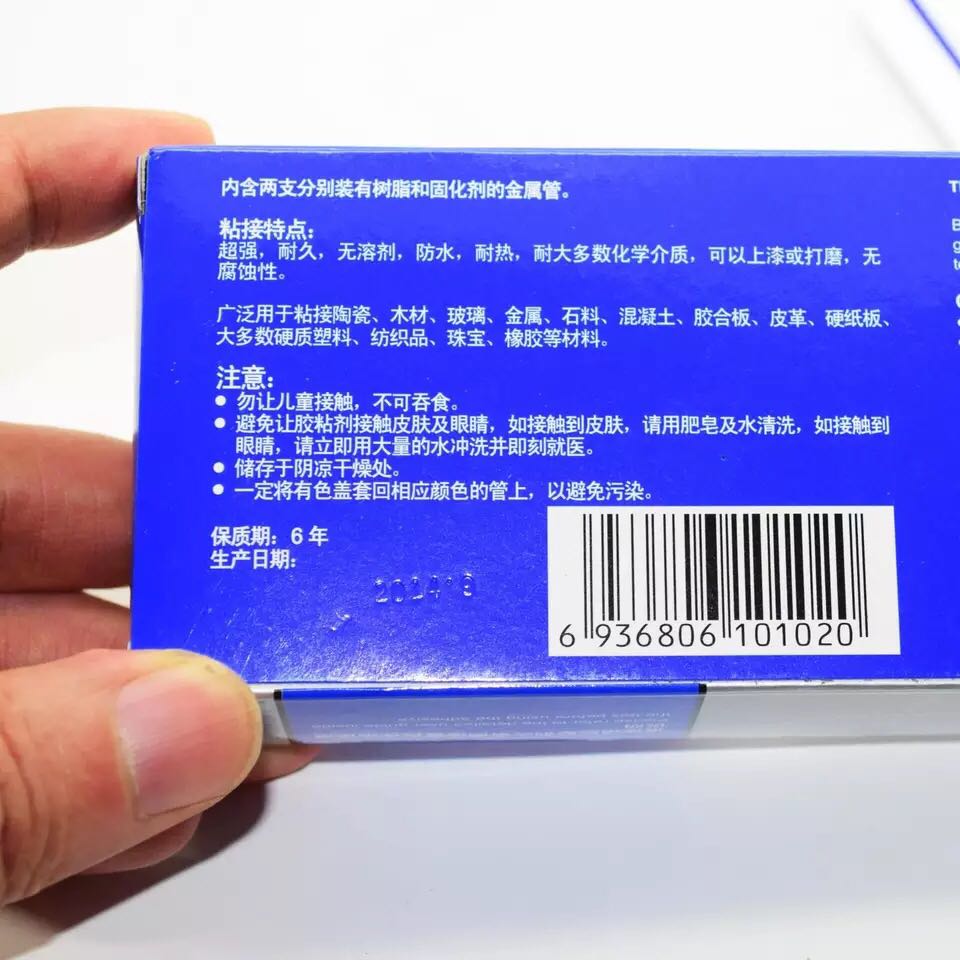 内含两支分别装有树脂和固化剂的金属管。
粘接特点：
超强，耐久，无溶剂，防水，耐热，耐大多数化学介质，可以上漆或打磨，无
腐蚀性。
广泛用于粘接陶瓷、木材、玻璃、金属、石料、混凝土、胶合板、皮革、硬纸板、
大多数硬质塑料、纺织品、珠宝、橡胶等材料。
注意：
● 勿让儿童接触，不可吞食。
● 避免让胶粘剂接触皮肤及眼睛，如接触到皮肤，请用肥皂及水清洗，如接触到
眼睛，请立即用大量的水冲洗并即刻就医。
● 储存于阴凉干燥处。
● 一定将有色盖套回相应颜色的管上，以避免污染。
保质期：6 年
生产日期：
6 936806 101020